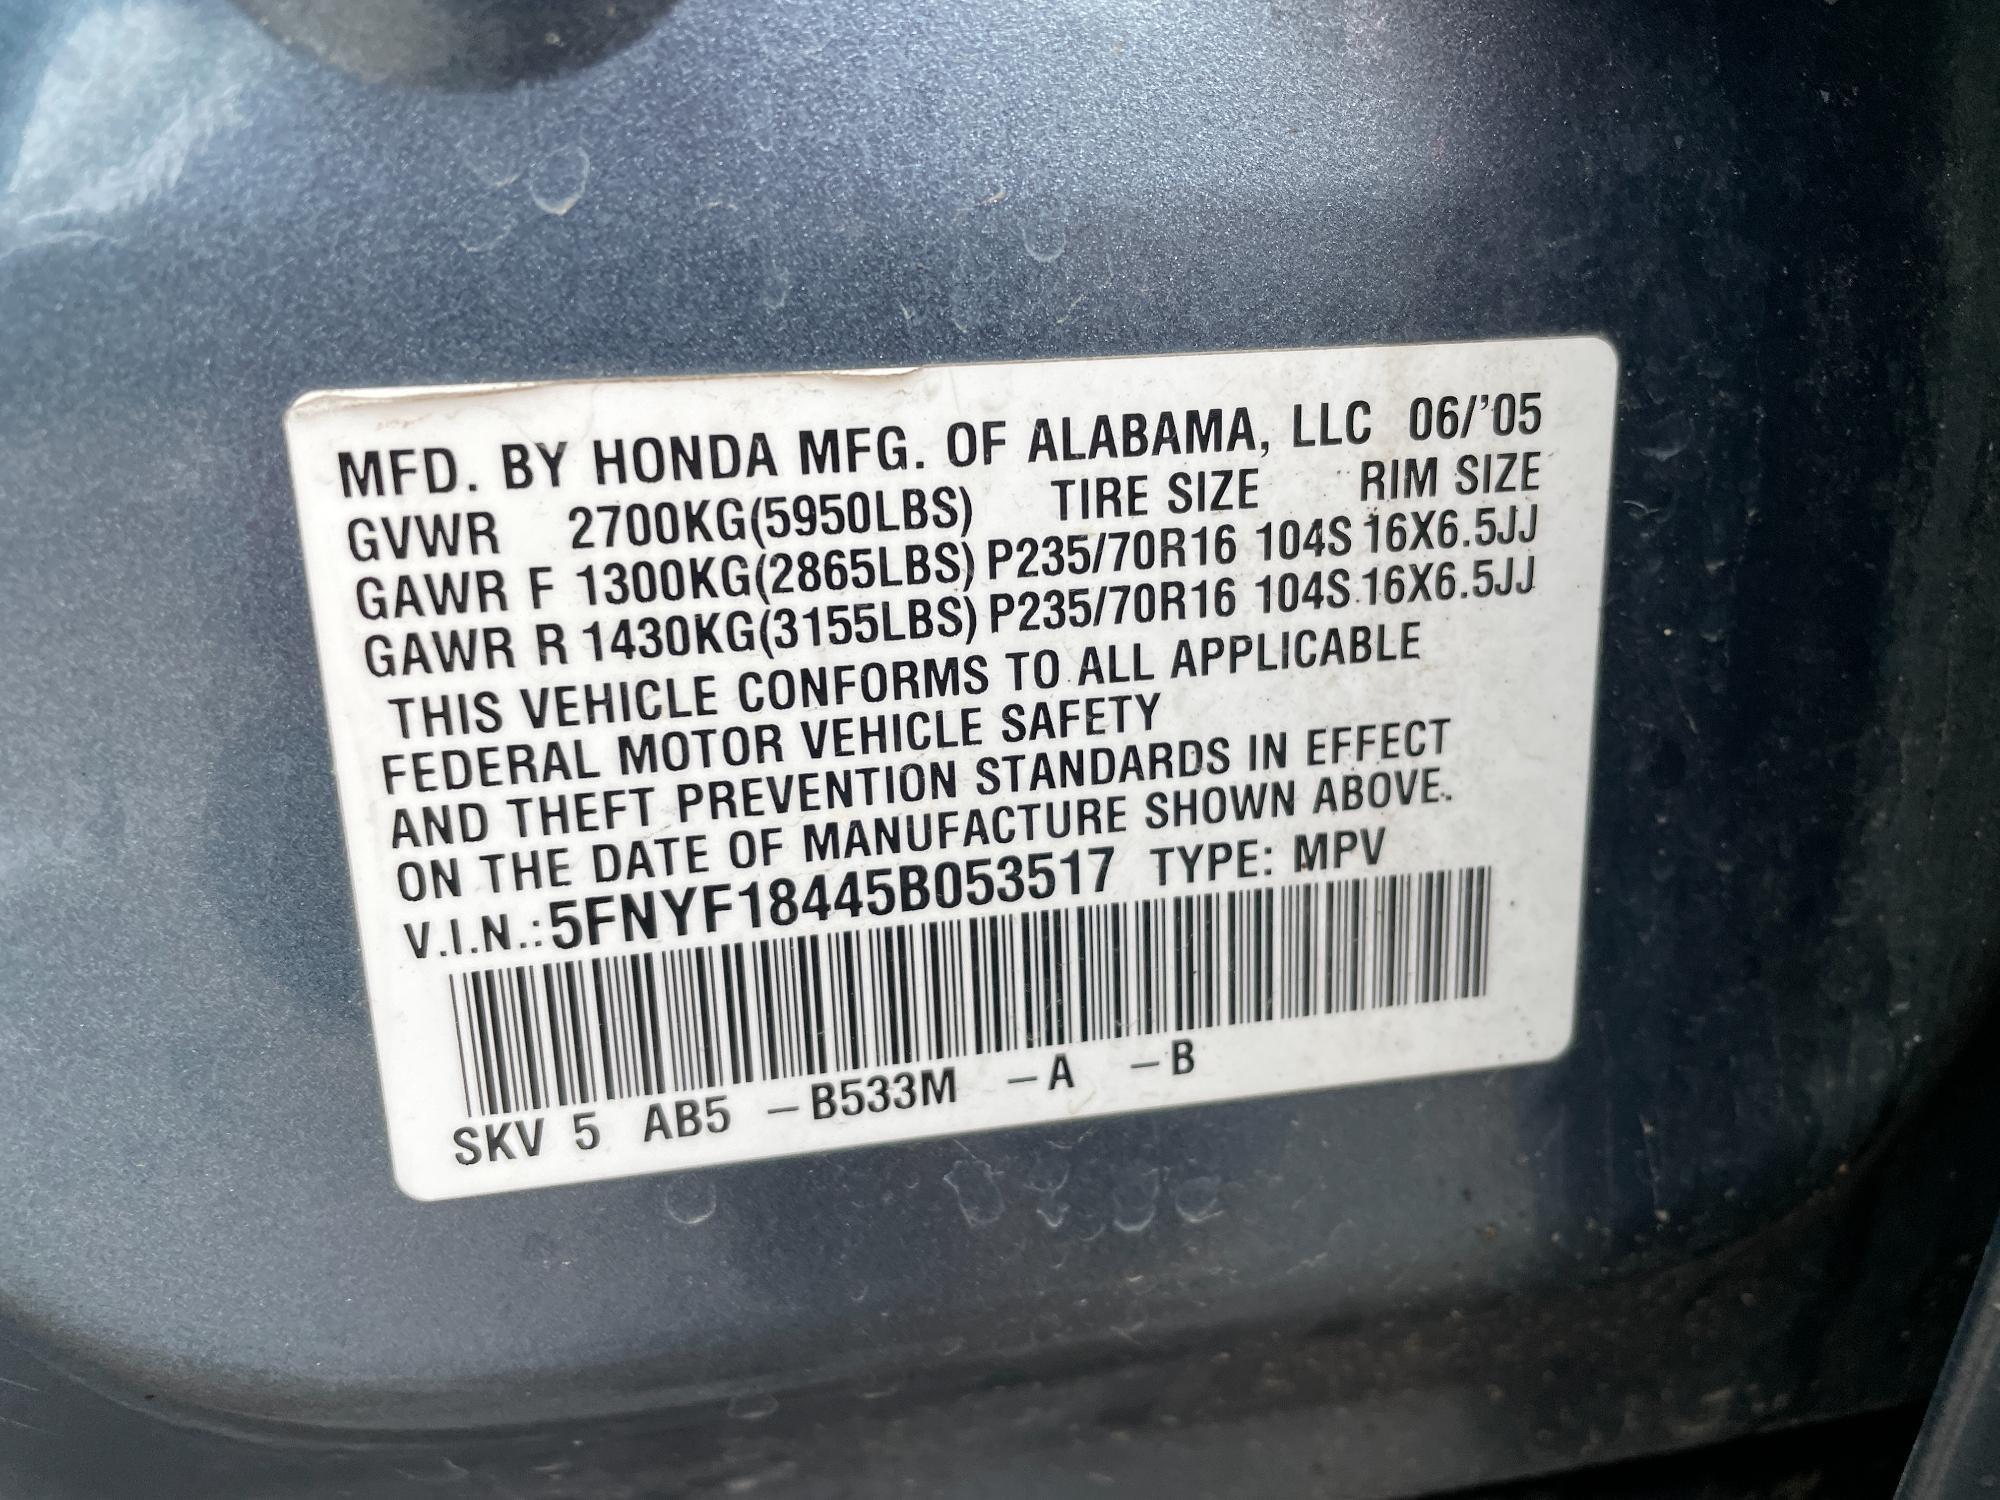 MFD. BY HONDA MFG. OF ALABAMA, LLC 06/'05
GVWR 2700KG(5950LBS) TIRE SIZE RIM SIZE
GAWR F 1300KG(2865LBS) P235/70R16 104S 16X6.5JJ
GAWR R 1430KG(3155LBS) P235/70R16 104S 16X6.5JJ
THIS VEHICLE CONFORMS TO ALL APPLICABLE
FEDERAL MOTOR VEHICLE SAFETY
AND THEFT PREVENTION STANDARDS IN EFFECT
ON THE DATE OF MANUFACTURE SHOWN ABOVE.
V.I.N.: 5FNYF18445B053517 TYPE: MPV
SKV 5 AB5 –B533M –A –B